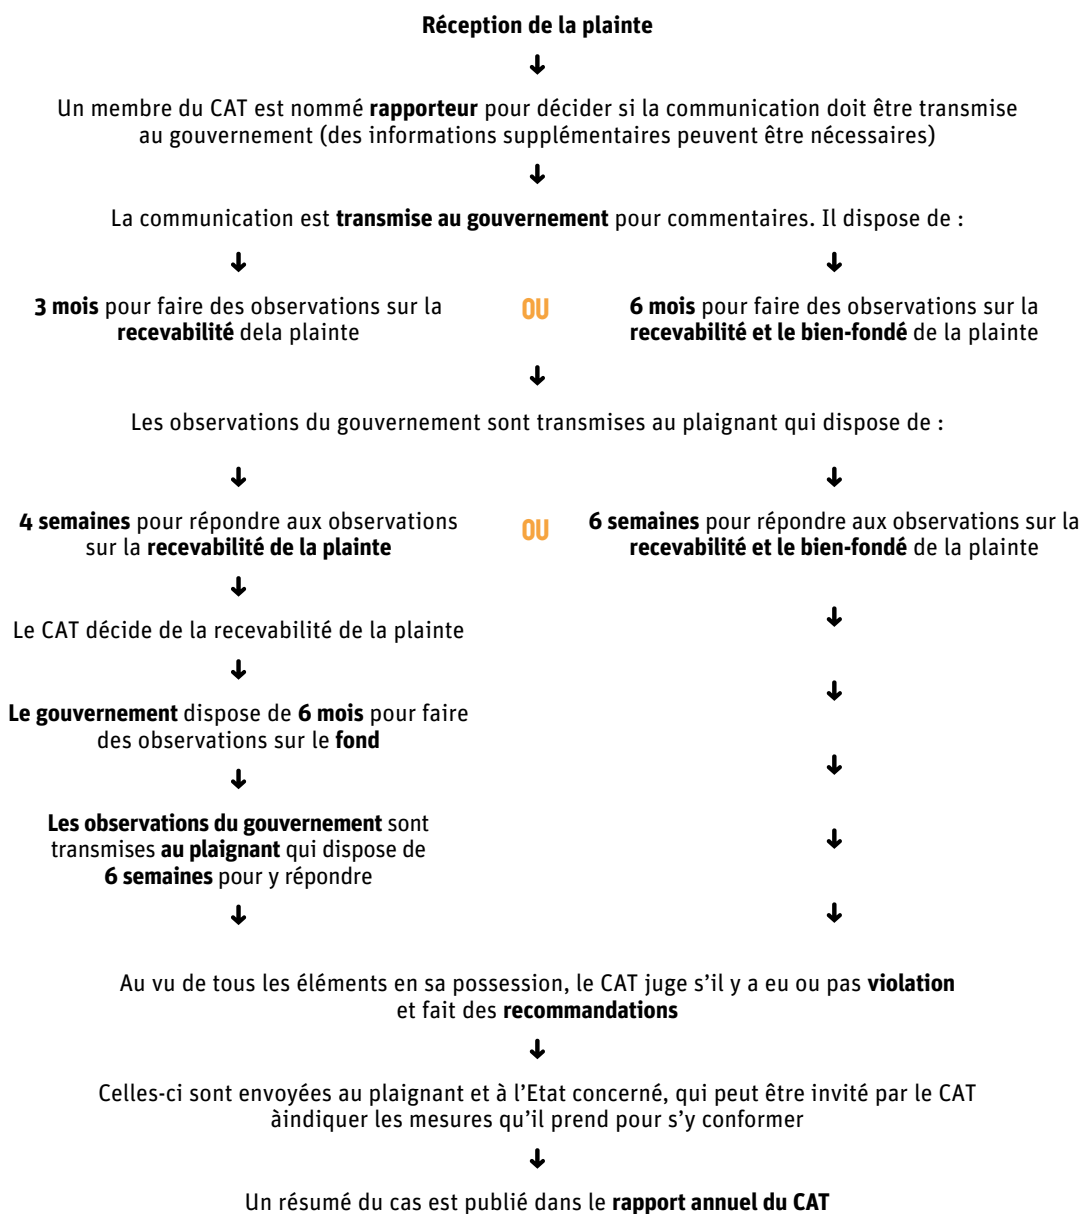 Réception de la plainte
Un membre du CAT est nommé rapporteur pour décider si la communication doit être transmise
au gouvernement (des informations supplémentaires peuvent être nécessaires)
La communication est transmise au gouvernement pour commentaires. Il dispose de :
3 mois pour faire des observations sur la
recevabilité dela plainte
OU
6 mois pour faire des observations sur la
recevabilité et le bien-fondé de la plainte
Les observations du gouvernement sont transmises au plaignant qui dispose de :
4 semaines pour répondre aux observations
sur la recevabilité de la plainte
OU
6 semaines pour répondre aux observations sur la
recevabilité et le bien-fondé de la plainte
Le CAT décide de la recevabilité de la plainte
Le gouvernement dispose de 6 mois pour faire
des observations sur le fond
Les observations du gouvernement sont
transmises au plaignant qui dispose de
6 semaines pour y répondre
Au vu de tous les éléments en sa possession, le CAT juge s'il y a eu ou pas violation
et fait des recommandations
Celles-ci sont envoyées au plaignant et à l'Etat concerné, qui peut être invité par le CAT
àindiquer les mesures qu'il prend pour s'y conformer
Un résumé du cas est publié dans le rapport annuel du CAT